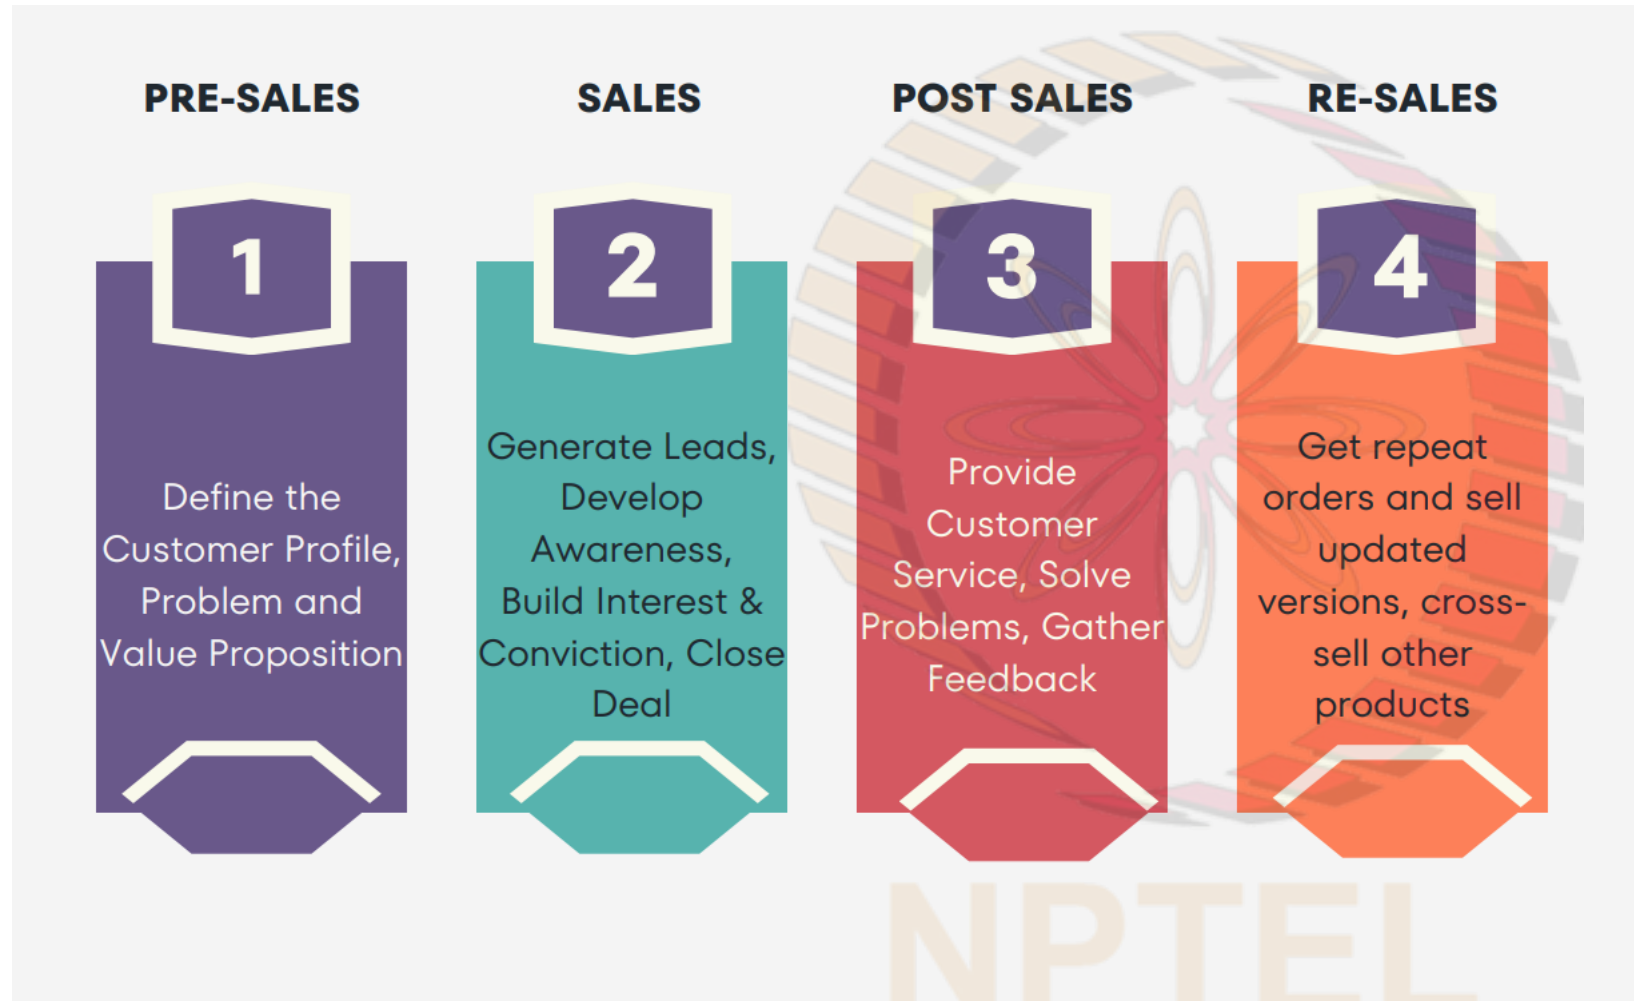 PRE-SALES
SALES
POST SALES
RE-SALES
1
2
3
4
Define the
Customer Profile,
Problem and
Value Proposition
Generate Leads,
Develop
Awareness,
Build Interest &
Conviction, Close
Deal
Provide
Customer
Service, Solve
Problems, Gather
Feedback
Get repeat
orders and sell
updated
versions, cross-
sell other
products
NPTEL